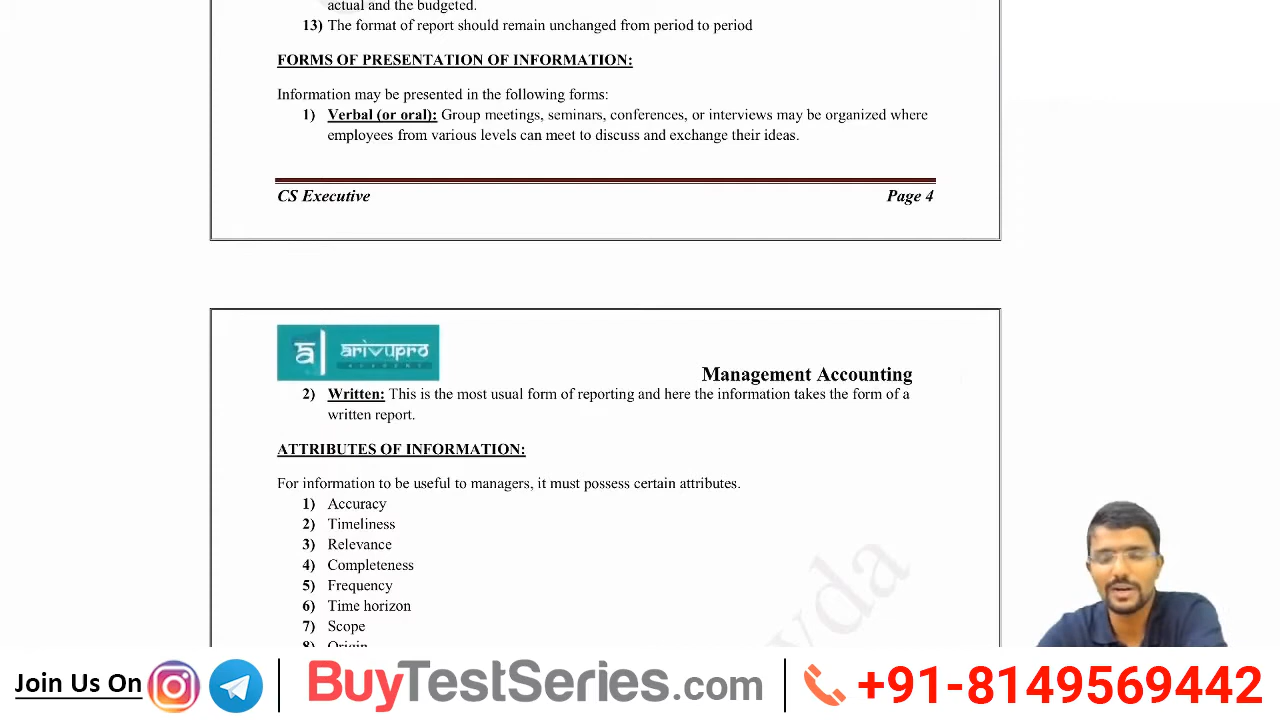 actual and the budgeted.
13) The format of report should remain unchanged from period to period
FORMS OF PRESENTATION OF INFORMATION:
Information may be presented in the following forms:
1) Verbal (or oral): Group meetings, seminars, conferences, or interviews may be organized where
employees from various levels can meet to discuss and exchange their ideas.
CS Executive Page 4
arivupro
Management Accounting
2) Written: This is the most usual form of reporting and here the information takes the form of a
written report.
ATTRIBUTES OF INFORMATION:
For information to be useful to managers, it must possess certain attributes.
1) Accuracy
2) Timeliness
3) Relevance
4) Completeness
5) Frequency
6) Time horizon
7) Scope
8) Origin
Join Us On
BuyTestSeries.com
+91-8149569442